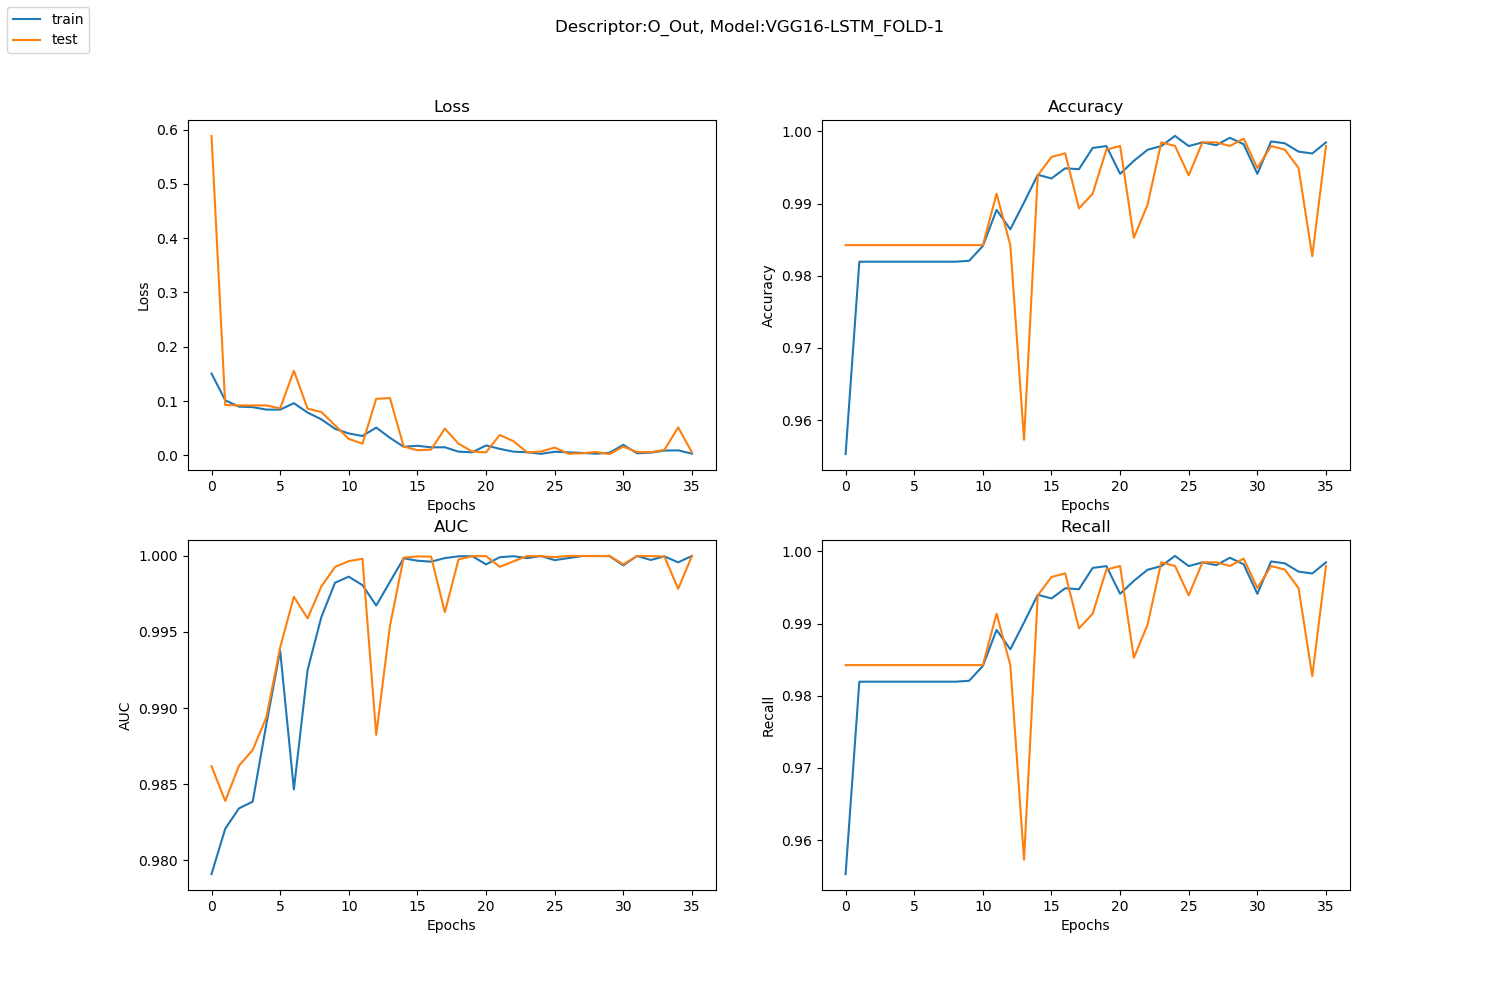 train
test
Descriptor:O_Out, Model:VGG16-LSTM_FOLD-1
Loss
0.6
0.5
0.4
0.3
0.2
0.1
0.0
Loss
0 5 10 15 20 25 30 35
Epochs
Accuracy
1.00
0.99
0.98
0.97
0.96
Accuracy
0 5 10 15 20 25 30 35
Epochs
AUC
1.000
0.995
0.990
0.985
0.980
AUC
0 5 10 15 20 25 30 35
Epochs
Recall
1.00
0.99
0.98
0.97
0.96
Recall
0 5 10 15 20 25 30 35
Epochs